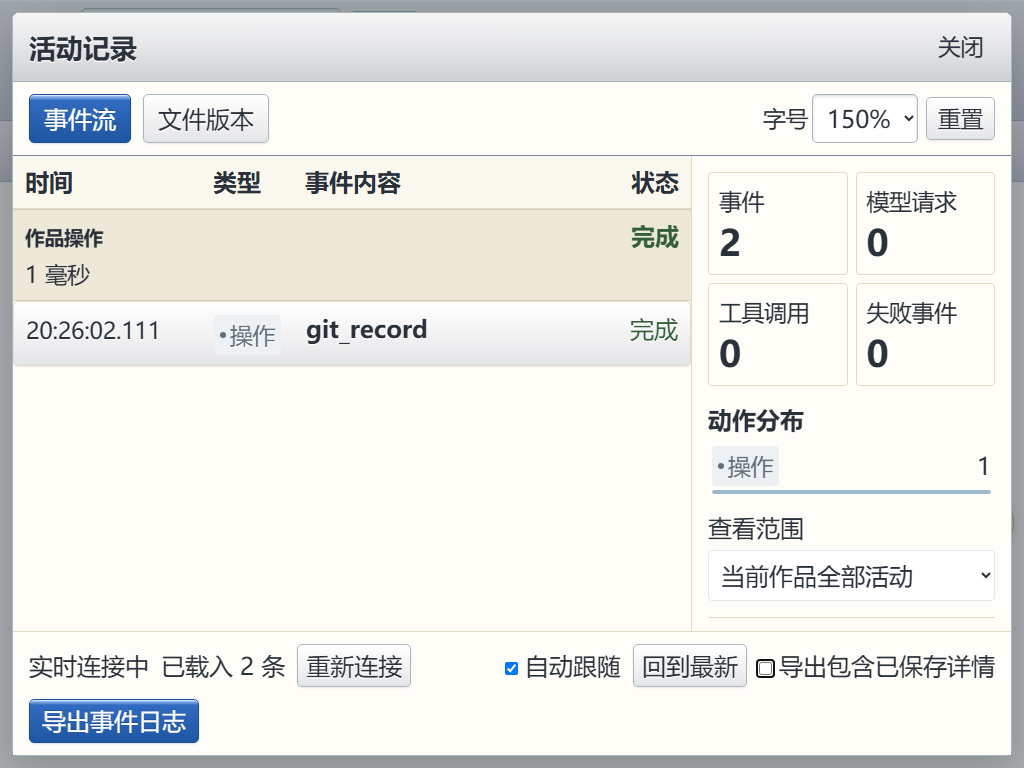 活动记录 关闭
事件流 文件版本 字号 150% 重置
时间 类型 事件内容 状态
作品操作 完成
1 毫秒
20:26:02.111 •操作 git_record 完成
事件 模型请求
2 0
工具调用 失败事件
0 0
动作分布
•操作 1
查看范围
当前作品全部活动
实时连接中 已载入 2 条 重新连接 自动跟随 回到最新 导出包含已保存详情
导出事件日志